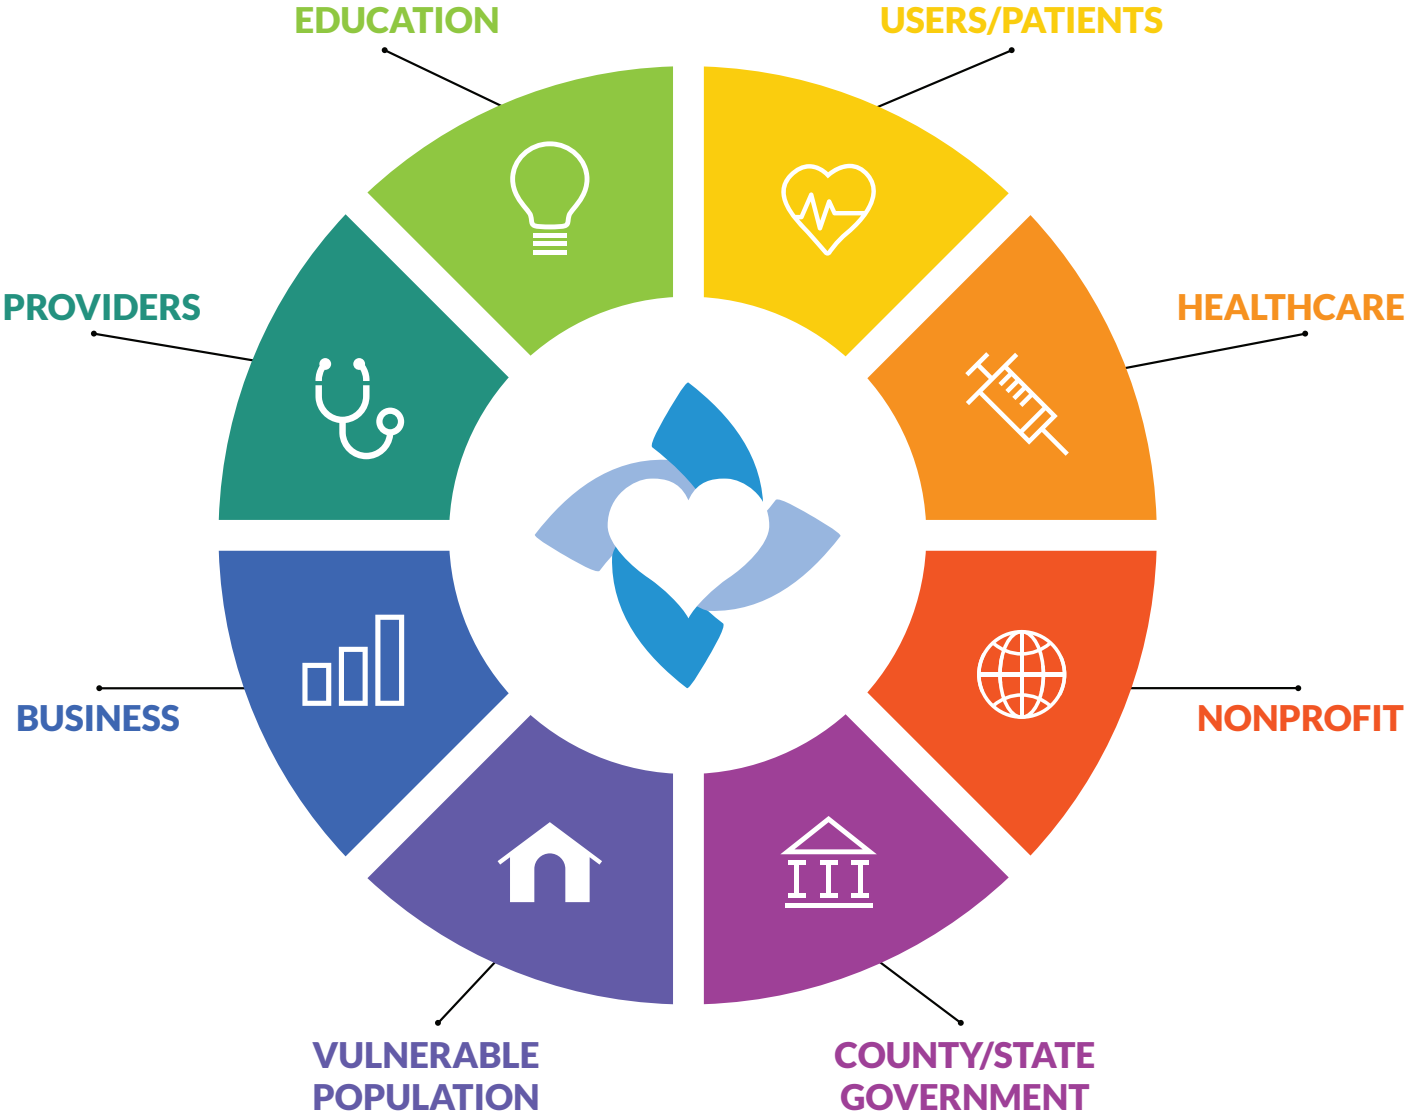 EDUCATION
USERS/PATIENTS
PROVIDERS
HEALTHCARE
BUSINESS
NONPROFIT
VULNERABLE
POPULATION
COUNTY/STATE
GOVERNMENT